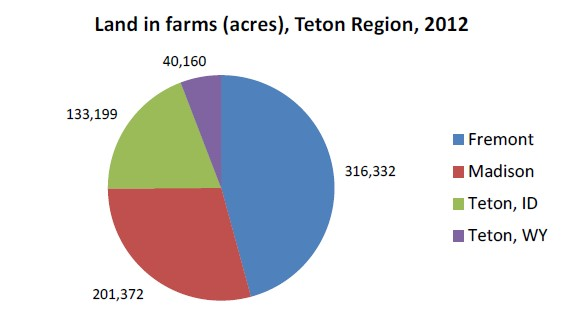 Land in farms (acres), Teton Region, 2012
40,160
133,199
316,332
201,372
Fremont
Madison
Teton, ID
Teton, WY